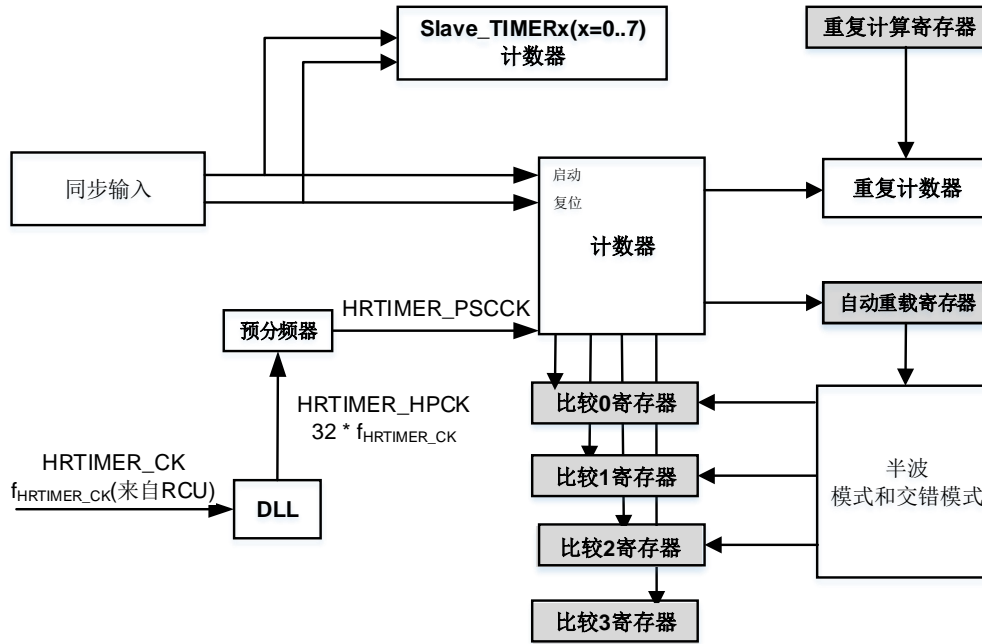 Slave_TIMERx(x=0..7)
计数器
重复计算寄存器
同步输入
启动
复位
计数器
重复计数器
自动重载寄存器
HRTIMER_PSCCK
预分频器
HRTIMER_HPCK
32 * fHRTIMER_CK
HRTIMER_CK
fHRTIMER_CK(来自RCU)
DLL
比较0寄存器
比较1寄存器
比较2寄存器
比较3寄存器
半波
模式和交错模式